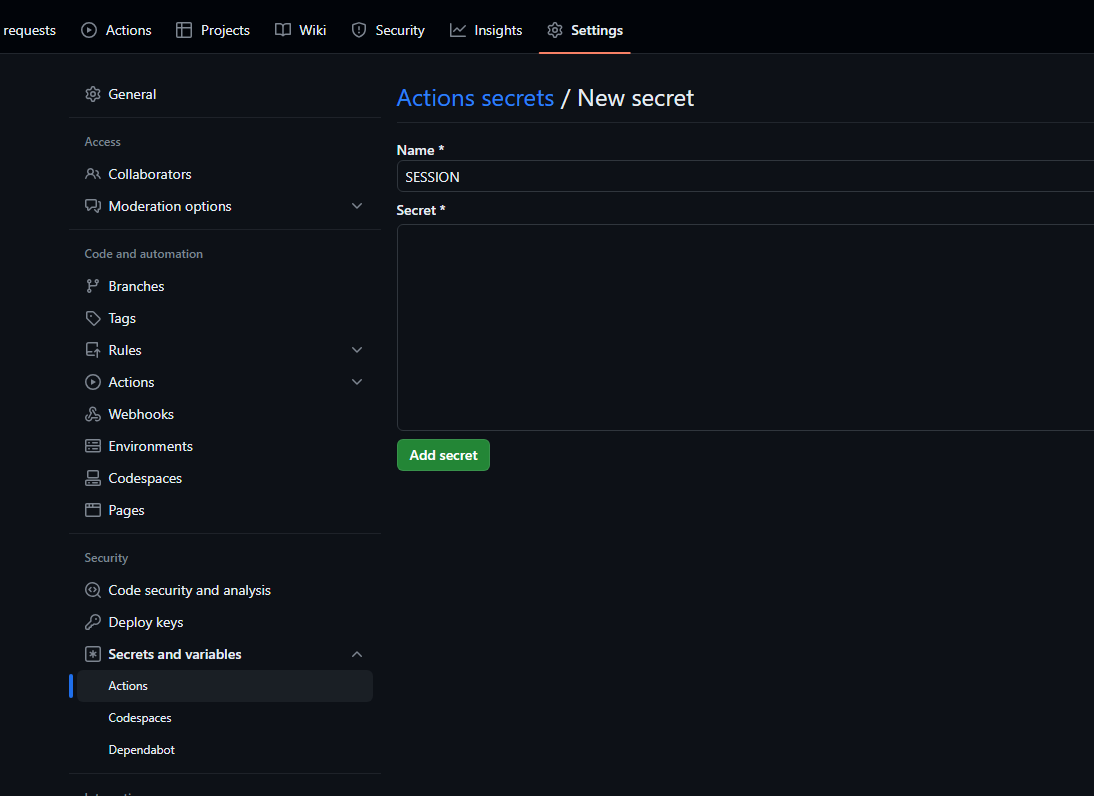 requests Actions Projects Wiki Security Insights Settings
General
Access
Collaborators
Moderation options
Code and automation
Branches
Tags
Rules
Actions
Webhooks
Environments
Codespaces
Pages
Security
Code security and analysis
Deploy keys
Secrets and variables
Actions
Codespaces
Dependabot
Actions secrets / New secret
Name *
SESSION
Secret *
Add secret